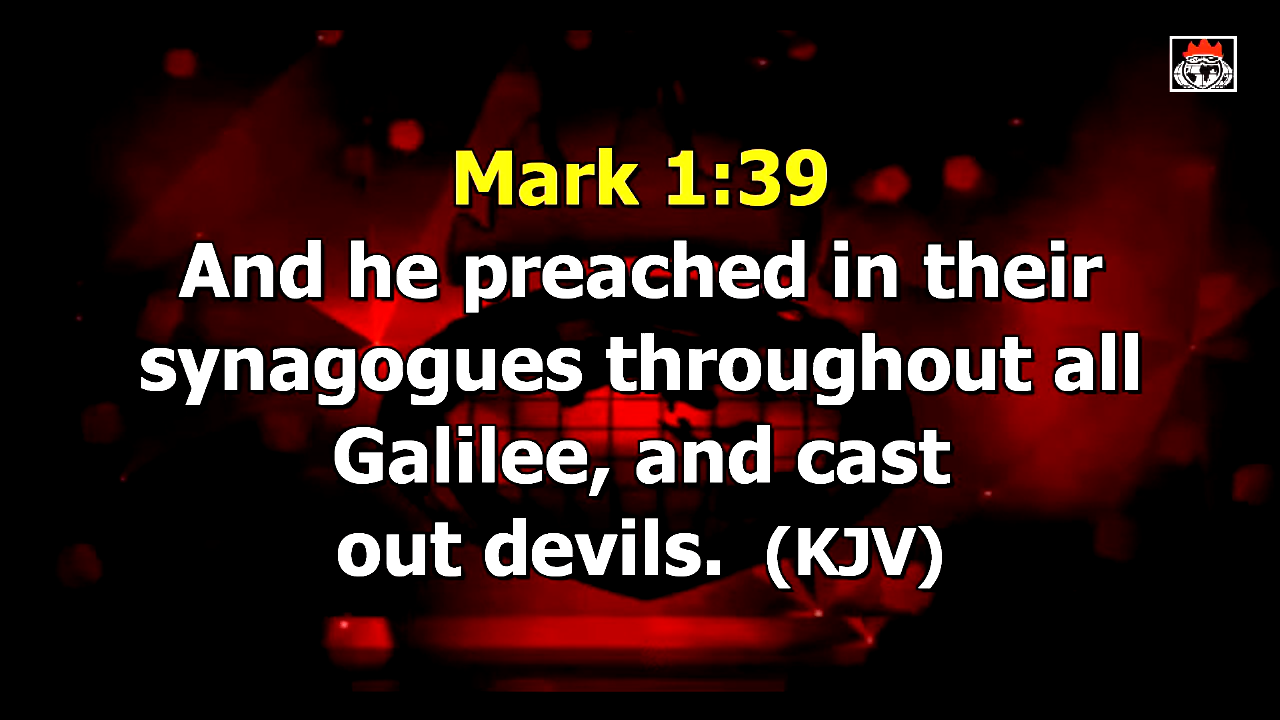 Mark 1:39
And he preached in their
synagogues throughout all
Galilee, and cast
out devils. (KJV)